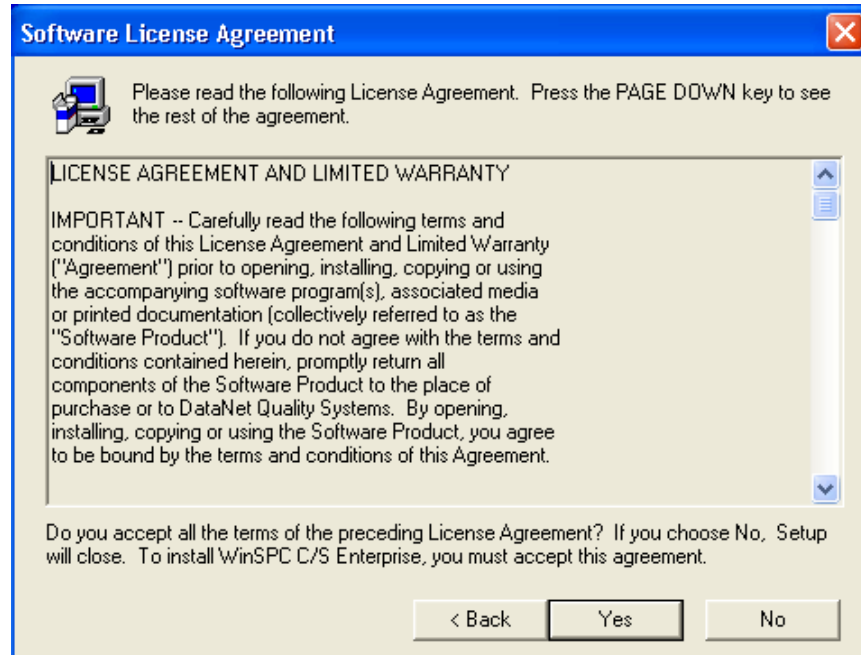 Software License Agreement
Please read the following License Agreement.  Press the PAGE DOWN key to see
the rest of the agreement.
LICENSE AGREEMENT AND LIMITED WARRANTY
IMPORTANT -- Carefully read the following terms and
conditions of this License Agreement and Limited Warranty
("Agreement") prior to opening, installing, copying or using
the accompanying software program(s), associated media
or printed documentation (collectively referred to as the
"Software Product").  If you do not agree with the terms and
conditions contained herein, promptly return all
components of the Software Product to the place of
purchase or to DataNet Quality Systems.  By opening,
installing, copying or using the Software Product, you agree
to be bound by the terms and conditions of this Agreement.
Do you accept all the terms of the preceding License Agreement?  If you choose No,  Setup
will close.  To install WinSPC C/S Enterprise, you must accept this agreement.
< Back
Yes
No